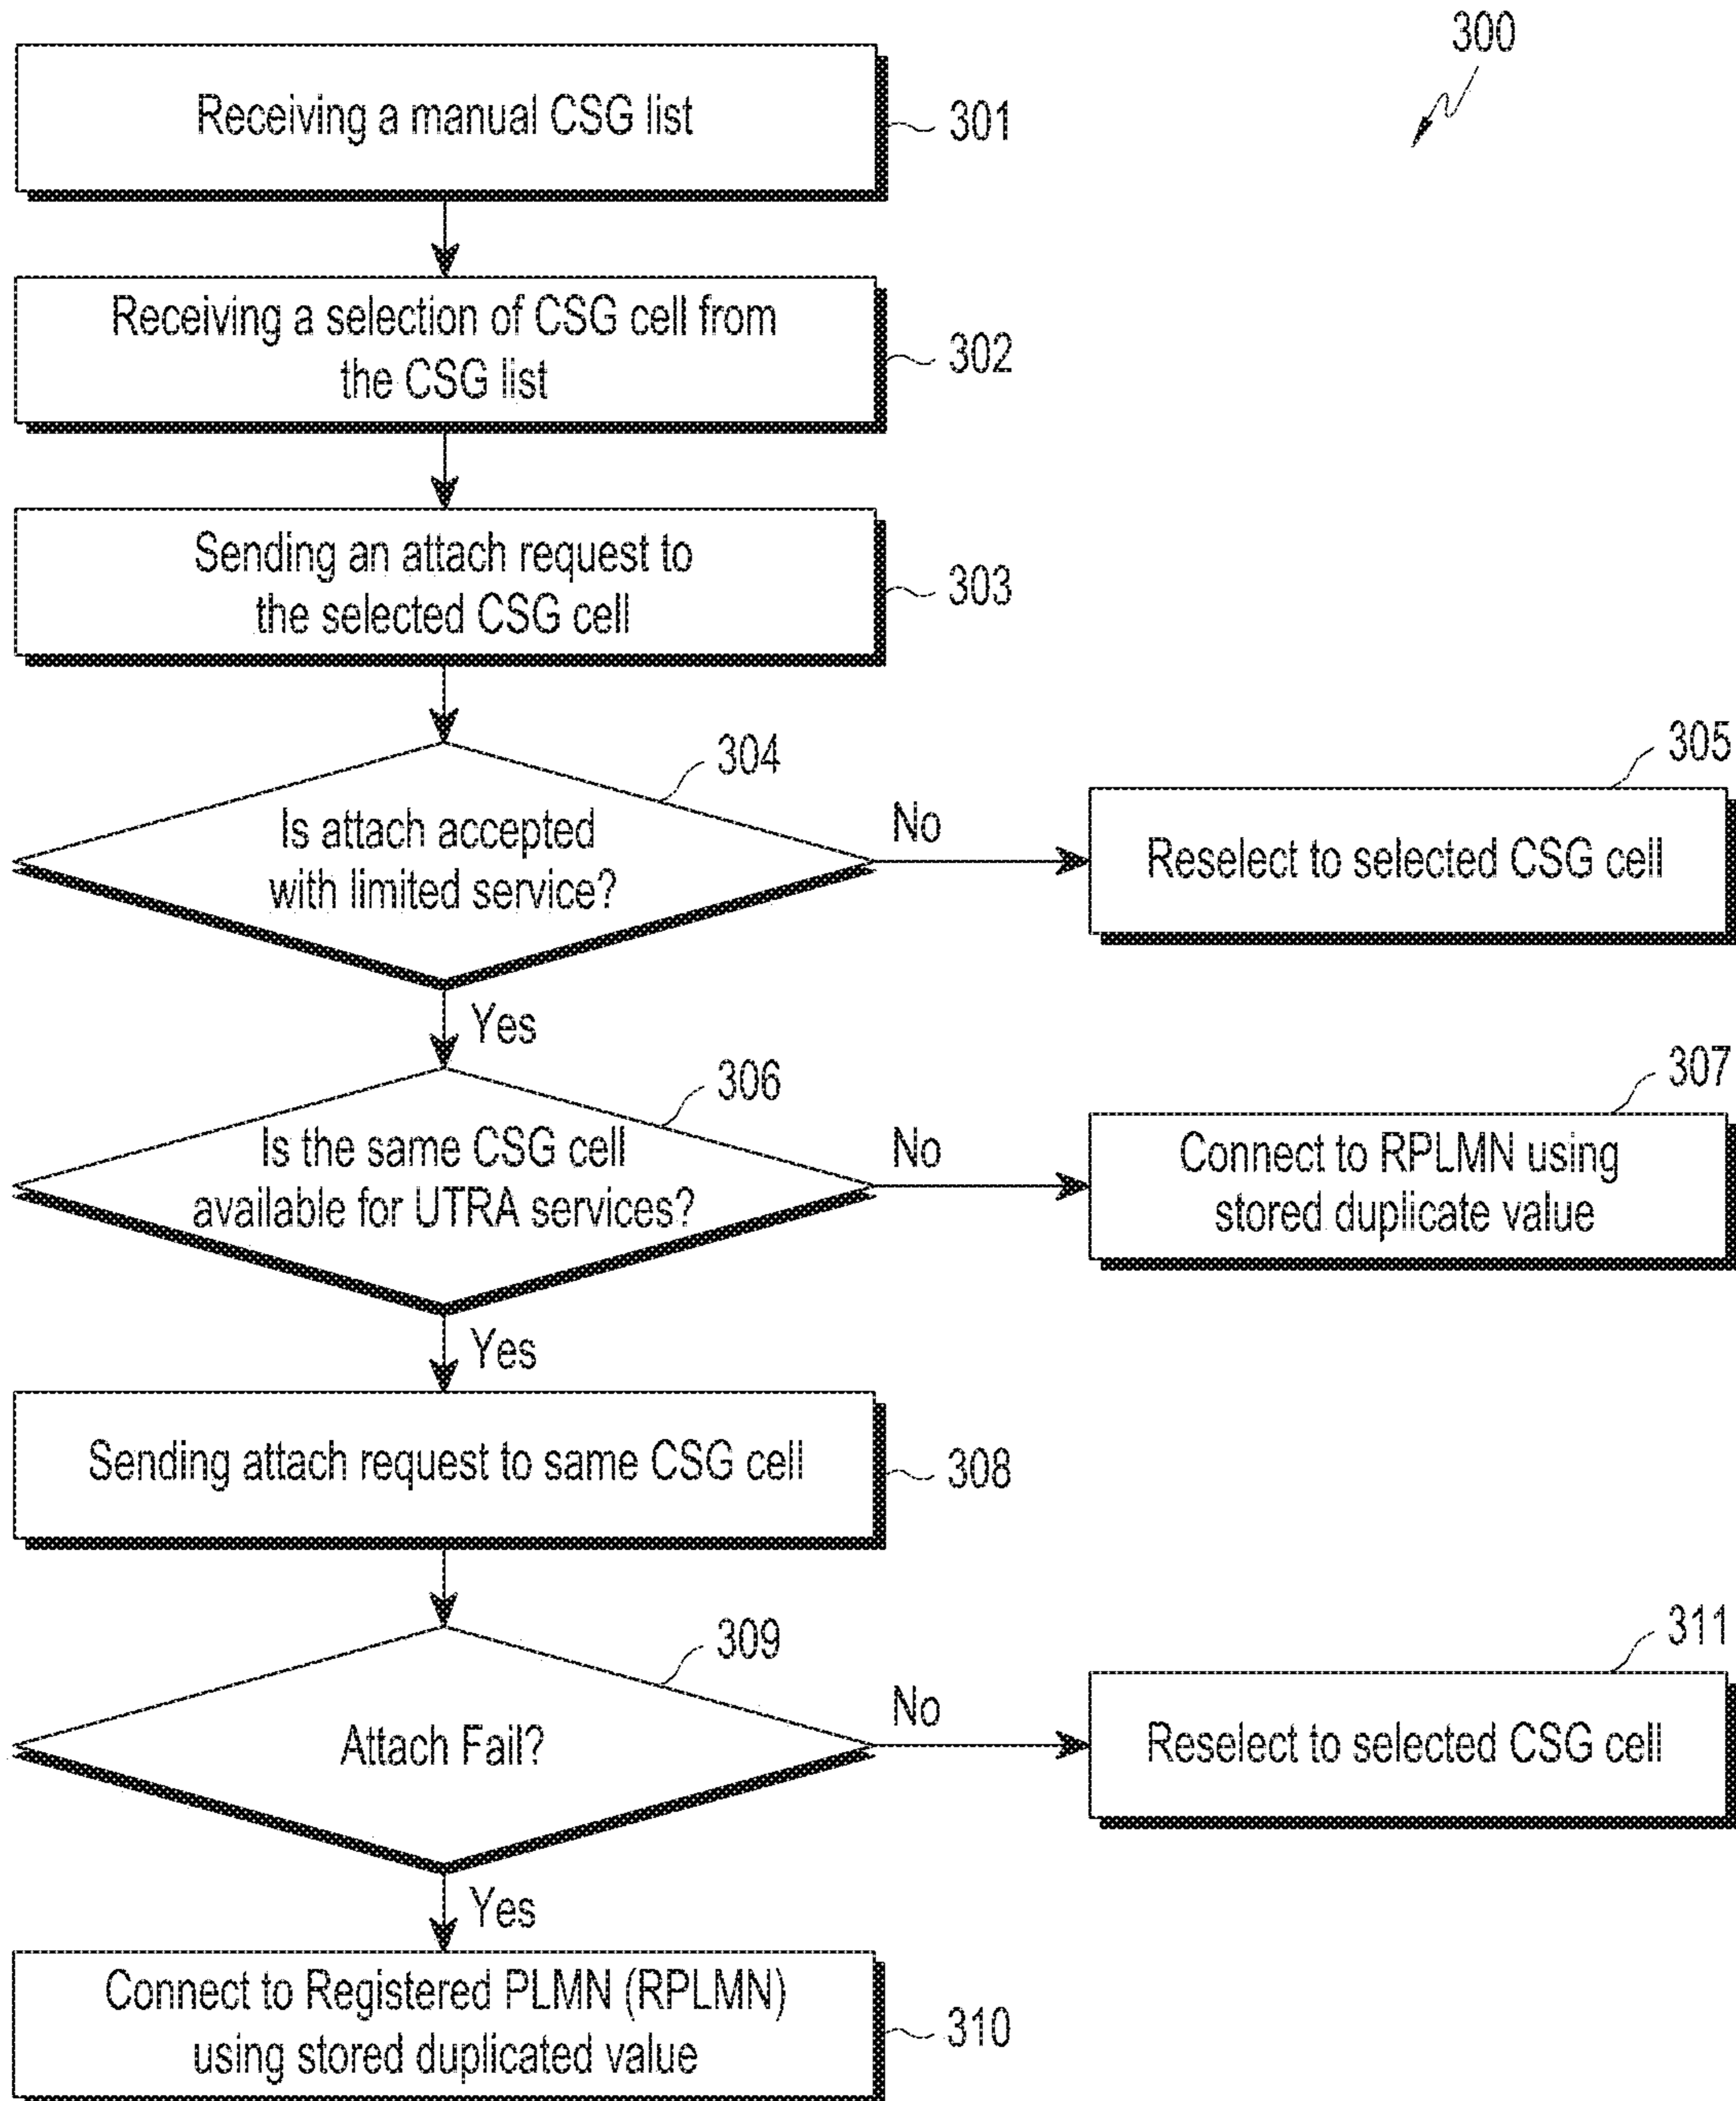 300
Receiving a manual CSG list
301
Receiving a selection of CSG cell from
the CSG list
302
Sending an attach request to
the selected CSG cell
303
304
Is attach accepted
with limited service?
No
305
Reselect to selected CSG cell
Yes
306
Is the same CSG cell
available for UTRA services?
No
307
Connect to RPLMN using
stored duplicate value
Yes
Sending attach request to same CSG cell
308
309
Attach Fail?
No
311
Reselect to selected CSG cell
Yes
Connect to Registered PLMN (RPLMN)
using stored duplicated value
310